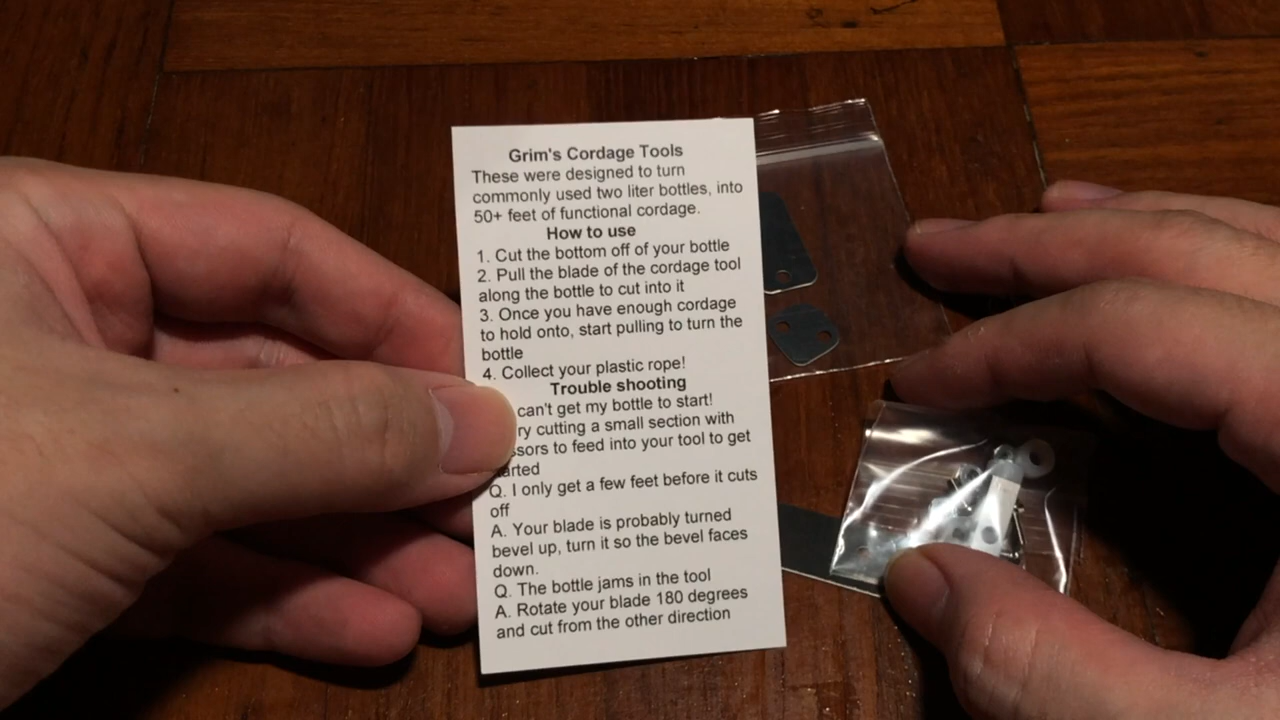 Grim's Cordage Tools
These were designed to turn
commonly used two liter bottles, into
50+ feet of functional cordage.
How to use
1. Cut the bottom off of your bottle
2. Pull the blade of the cordage tool
along the bottle to cut into it
3. Once you have enough cordage
to hold onto, start pulling to turn the
bottle
4. Collect your plastic rope!
Trouble shooting
can't get my bottle to start!
ry cutting a small section with
ssors to feed into your tool to get
arted
Q. I only get a few feet before it cuts
off
A. Your blade is probably turned
bevel up, turn it so the bevel faces
down.
Q. The bottle jams in the tool
A. Rotate your blade 180 degrees
and cut from the other direction